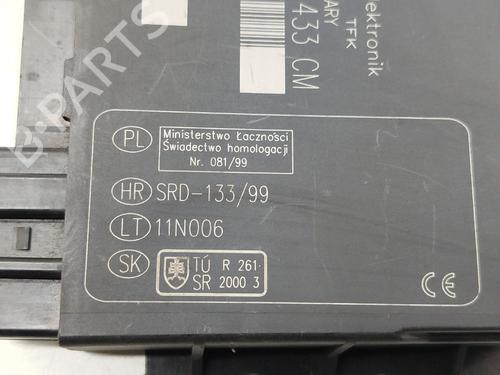 elektronik
TFK
ARY
433 CM
B-PARTS
PL
Ministerstwo Łączności
Świadectwo homologacji
Nr. 081/99
HR SRD-133/99
LT 11N006
SK
TÚ R 261
SR 2000 3
CE